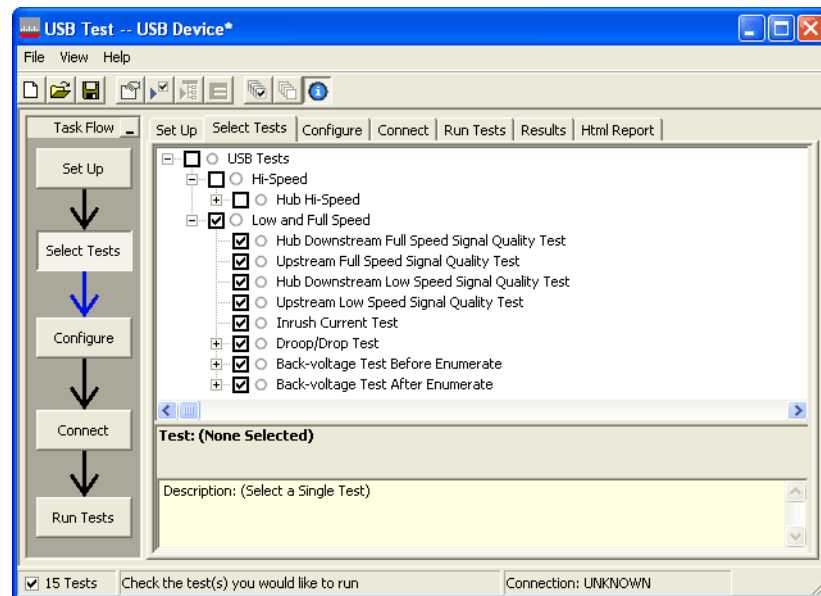 USB Test -- USB Device*
File View Help
Task Flow
Set Up Select Tests Configure Connect Run Tests Results Html Report
Set Up
Select Tests
Configure
Connect
Run Tests
USB Tests
Hi-Speed
Hub Hi-Speed
Low and Full Speed
Hub Downstream Full Speed Signal Quality Test
Upstream Full Speed Signal Quality Test
Hub Downstream Low Speed Signal Quality Test
Upstream Low Speed Signal Quality Test
Inrush Current Test
Droop/Drop Test
Back-voltage Test Before Enumerate
Back-voltage Test After Enumerate
Test: (None Selected)
Description: (Select a Single Test)
15 Tests Check the test(s) you would like to run Connection: UNKNOWN